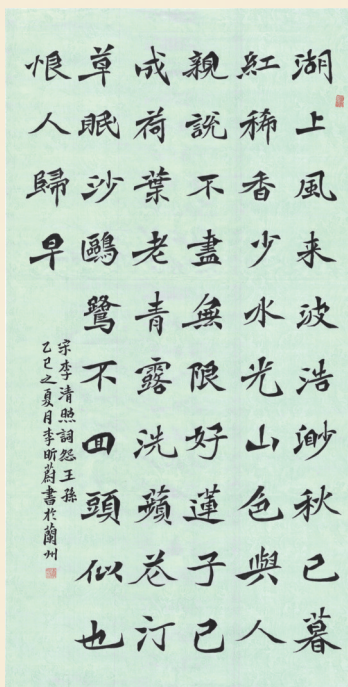 湖上風来波浩渺秋已暮
紅稀香少水光山色與人
親說不盡無限好蓮子已
成荷葉老青露洗蘋花汀
草眠沙鷗鷺不回頭似也
恨人歸早
宋李清照詞怨王孫
乙巳之夏月李昕蔚書於蘭州